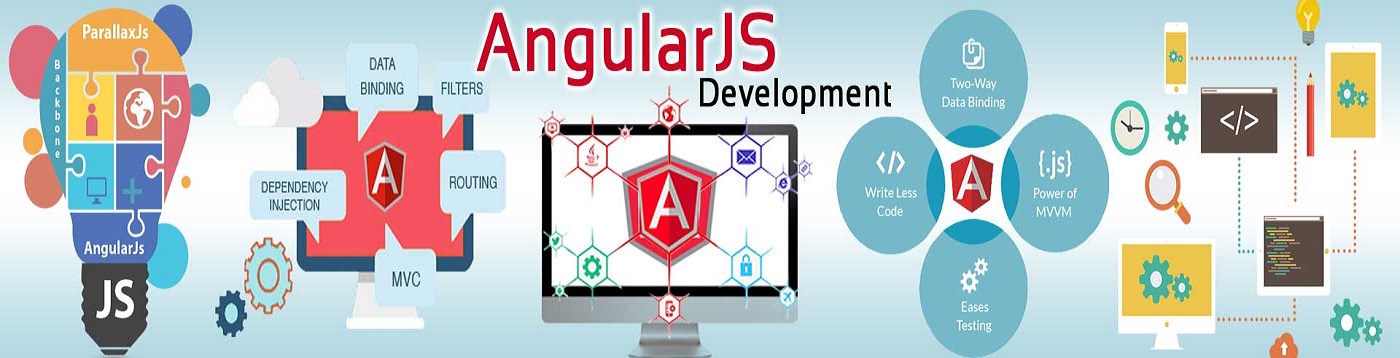 ParallaxJs
Backbone
AngularJs
JS
DATA
BINDING
FILTERS
DEPENDENCY
INJECTION
ROUTING
MVC
A
AngularJS
Development
A
Two-Way
Data Binding
</>
Write Less
Code
A
{.js}
Power of
MVVM
Eases
Testing
</>